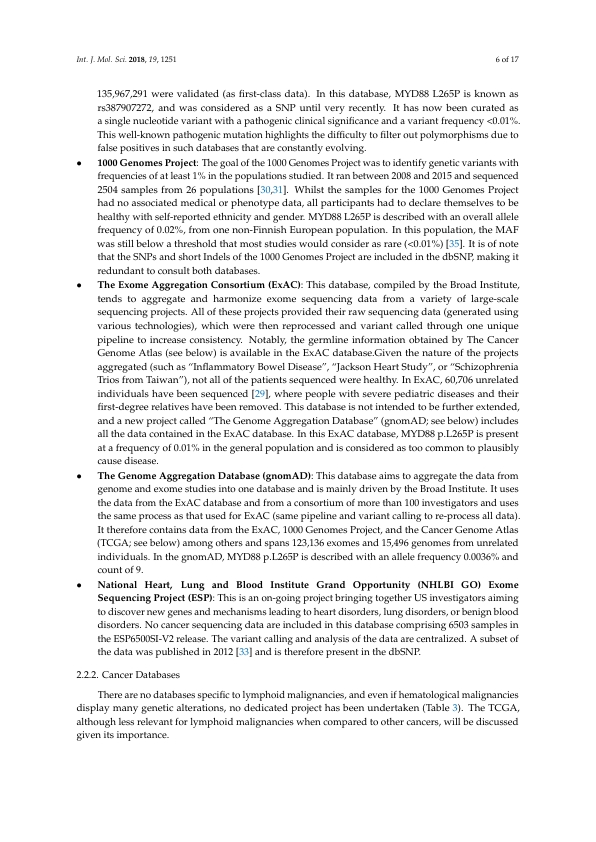 Int. J. Mol. Sci. 2018, 19, 1251
6 of 17
135,967,291 were validated (as first-class data). In this database, MYD88 L265P is known as
rs387907272, and was considered as a SNP until very recently. It has now been curated as
a single nucleotide variant with a pathogenic clinical significance and a variant frequency <0.01%.
This well-known pathogenic mutation highlights the difficulty to filter out polymorphisms due to
false positives in such databases that are constantly evolving.
• 1000 Genomes Project: The goal of the 1000 Genomes Project was to identify genetic variants with
frequencies of at least 1% in the populations studied. It ran between 2008 and 2015 and sequenced
2504 samples from 26 populations [30,31]. Whilst the samples for the 1000 Genomes Project
had no associated medical or phenotype data, all participants had to declare themselves to be
healthy with self-reported ethnicity and gender. MYD88 L265P is described with an overall allele
frequency of 0.02%, from one non-Finnish European population. In this population, the MAF
was still below a threshold that most studies would consider as rare (<0.01%) [35]. It is of note
that the SNPs and short Indels of the 1000 Genomes Project are included in the dbSNP, making it
redundant to consult both databases.
• The Exome Aggregation Consortium (ExAC): This database, compiled by the Broad Institute,
tends to aggregate and harmonize exome sequencing data from a variety of large-scale
sequencing projects. All of these projects provided their raw sequencing data (generated using
various technologies), which were then reprocessed and variant called through one unique
pipeline to increase consistency. Notably, the germline information obtained by The Cancer
Genome Atlas (see below) is available in the ExAC database.Given the nature of the projects
aggregated (such as “Inflammatory Bowel Disease”, “Jackson Heart Study”, or “Schizophrenia
Trios from Taiwan”), not all of the patients sequenced were healthy. In ExAC, 60,706 unrelated
individuals have been sequenced [29], where people with severe pediatric diseases and their
first-degree relatives have been removed. This database is not intended to be further extended,
and a new project called “The Genome Aggregation Database” (gnomAD; see below) includes
all the data contained in the ExAC database. In this ExAC database, MYD88 p.L265P is present
at a frequency of 0.01% in the general population and is considered as too common to plausibly
cause disease.
• The Genome Aggregation Database (gnomAD): This database aims to aggregate the data from
genome and exome studies into one database and is mainly driven by the Broad Institute. It uses
the data from the ExAC database and from a consortium of more than 100 investigators and uses
the same process as that used for ExAC (same pipeline and variant calling to re-process all data).
It therefore contains data from the ExAC, 1000 Genomes Project, and the Cancer Genome Atlas
(TCGA; see below) among others and spans 123,136 exomes and 15,496 genomes from unrelated
individuals. In the gnomAD, MYD88 p.L265P is described with an allele frequency 0.0036% and
count of 9.
• National Heart, Lung and Blood Institute Grand Opportunity (NHLBI GO) Exome
Sequencing Project (ESP): This is an on-going project bringing together US investigators aiming
to discover new genes and mechanisms leading to heart disorders, lung disorders, or benign blood
disorders. No cancer sequencing data are included in this database comprising 6503 samples in
the ESP6500SI-V2 release. The variant calling and analysis of the data are centralized. A subset of
the data was published in 2012 [33] and is therefore present in the dbSNP.
2.2.2. Cancer Databases
There are no databases specific to lymphoid malignancies, and even if hematological malignancies
display many genetic alterations, no dedicated project has been undertaken (Table 3). The TCGA,
although less relevant for lymphoid malignancies when compared to other cancers, will be discussed
given its importance.